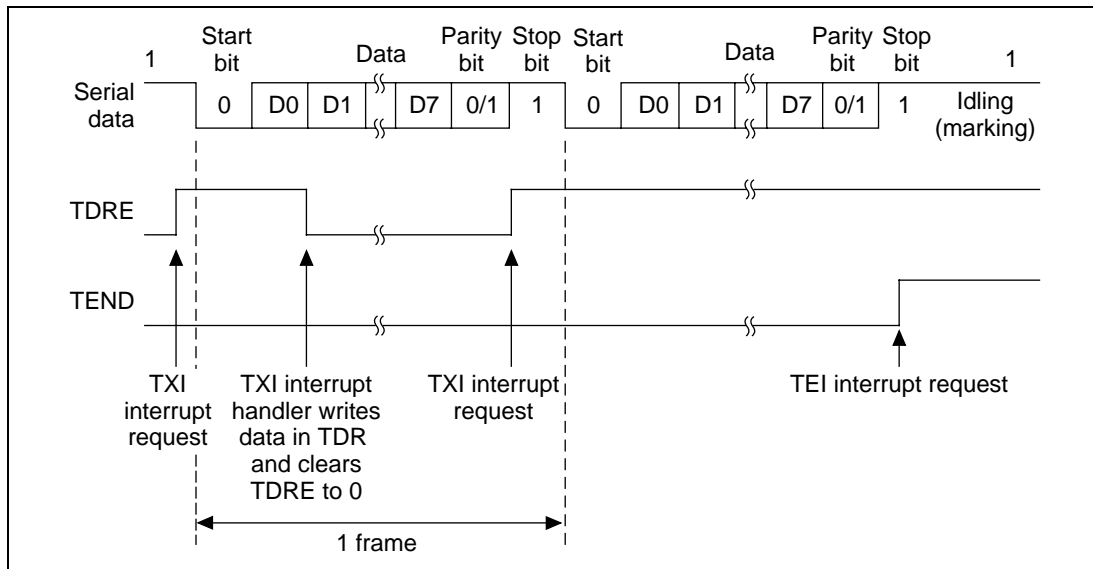 Start bit Data Parity bit Stop bit Start bit Data Parity bit Stop bit
1 1
Serial data 0 D0 D1 D7 0/1 1 0 D0 D1 D7 0/1 1 Idling (marking)
TDRE
TEND
TXI interrupt request
TXI interrupt handler writes data in TDR and clears TDRE to 0
TXI interrupt request
TEI interrupt request
1 frame